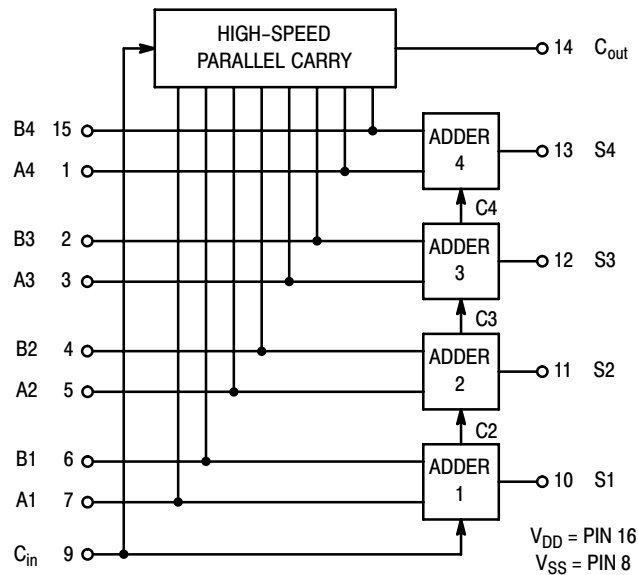 HIGH-SPEED
PARALLEL CARRY
14 Cout
B4 15
ADDER
4
13 S4
A4 1
C4
B3 2
ADDER
3
12 S3
A3 3
C3
B2 4
ADDER
2
11 S2
A2 5
C2
B1 6
ADDER
1
10 S1
A1 7
Cin 9
VDD = PIN 16
VSS = PIN 8